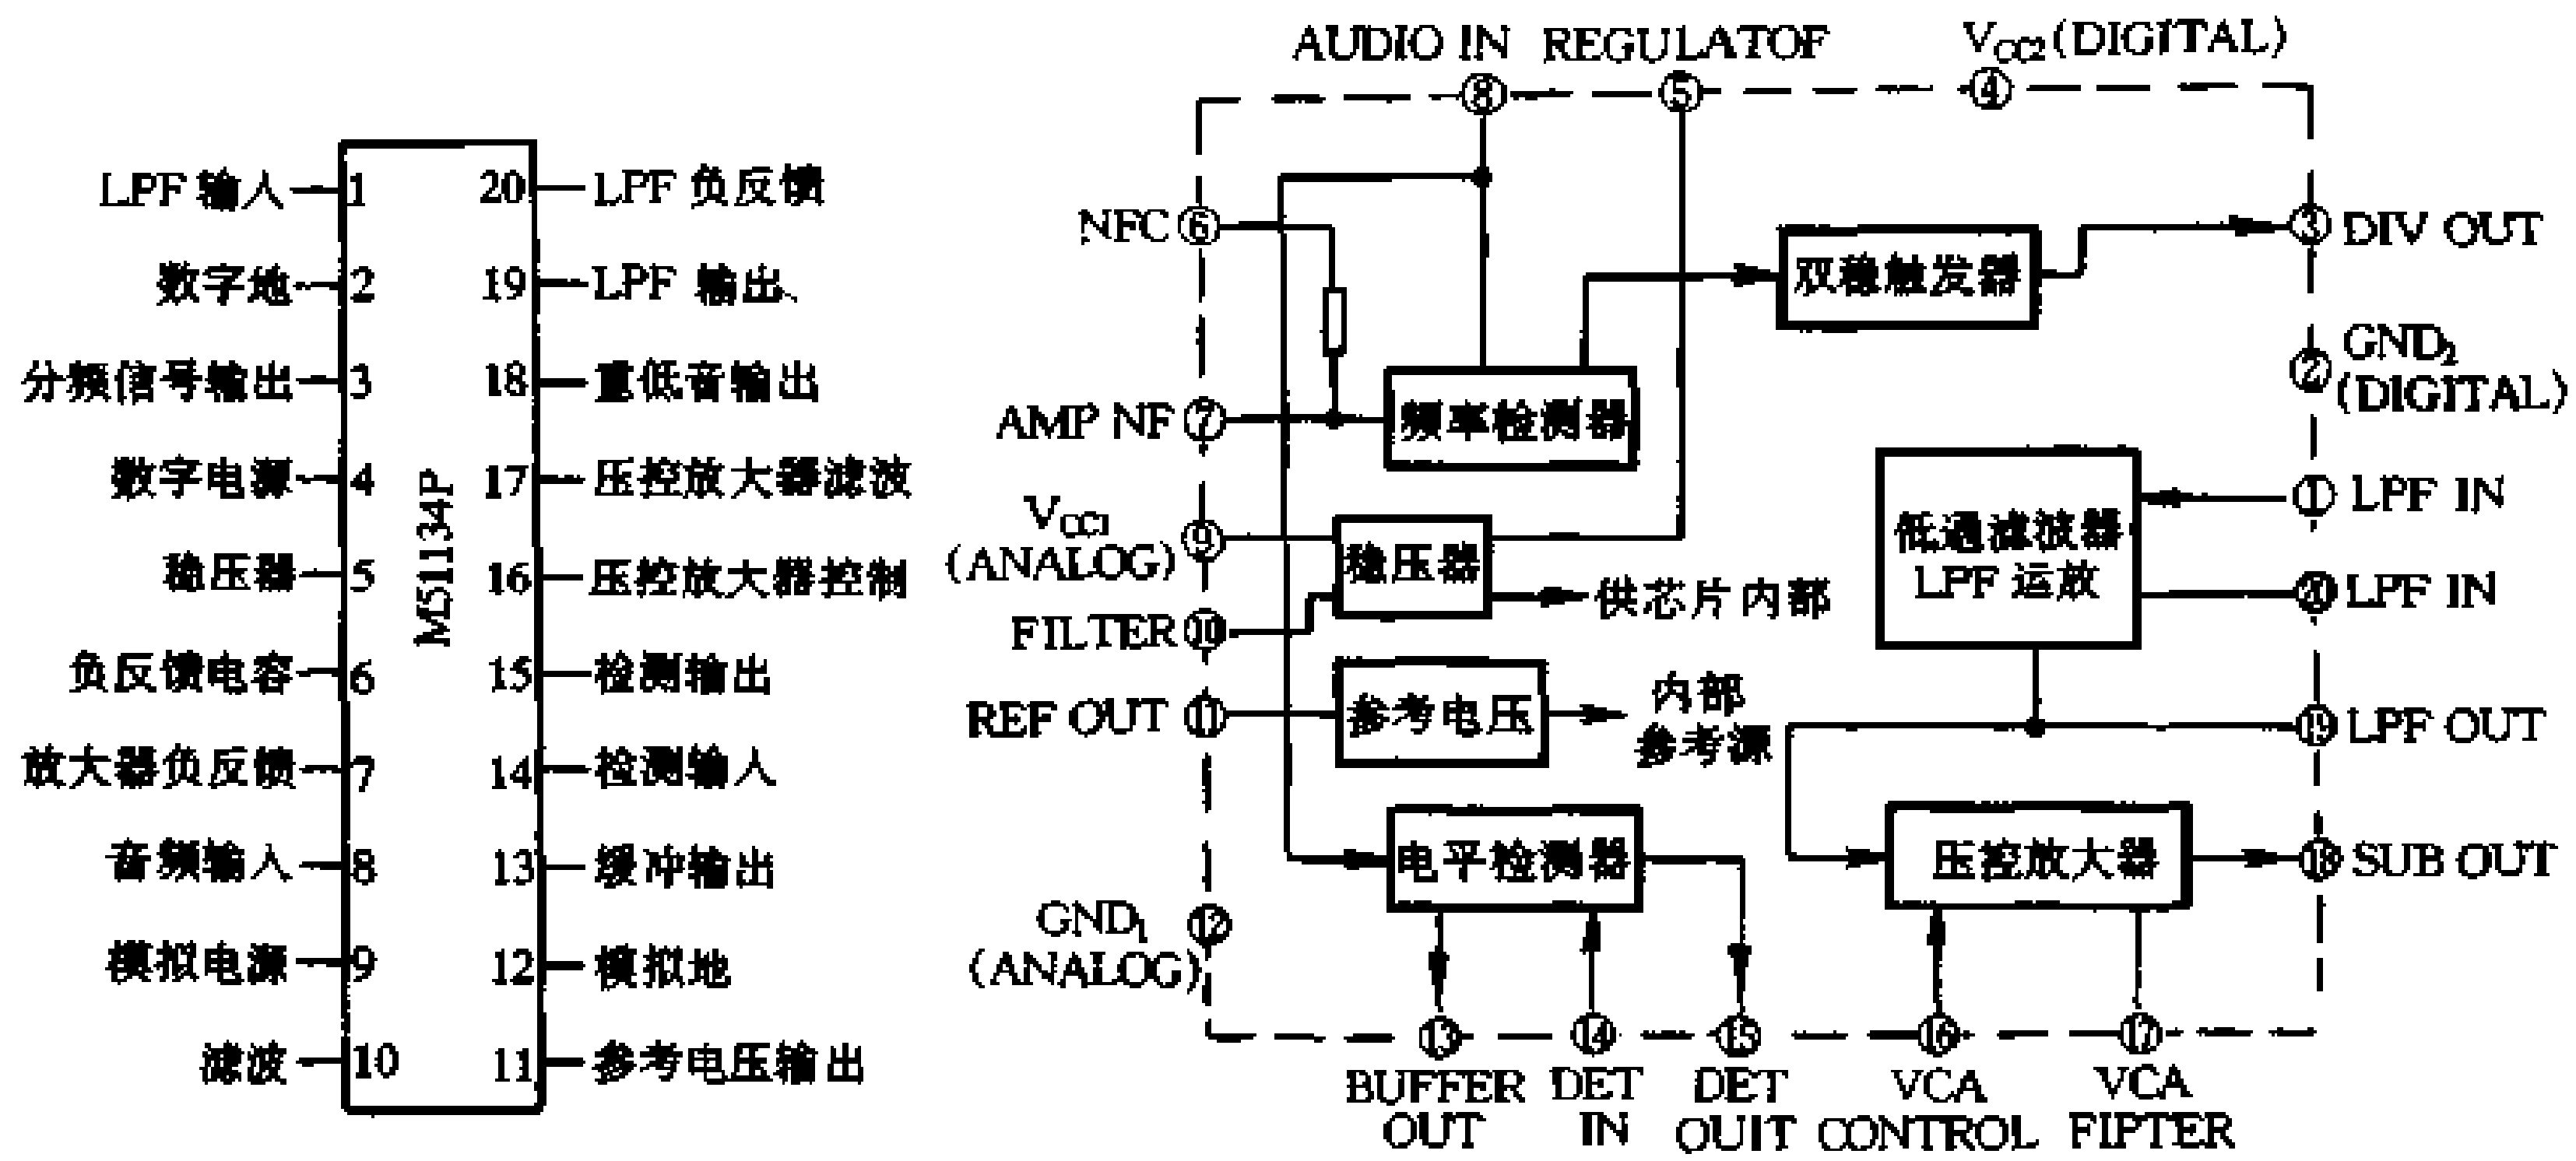 LPF 输入 1
数字地 2
分频信号输出 3
数字电源 4
稳压器 5
负反馈电容 6
放大器负反馈 7
音频输入 8
模拟电源 9
滤波 10
M51134P
20 LPF 负反馈
19 LPF 输出
18 重低音输出
17 压控放大器滤波
16 压控放大器控制
15 检测输出
14 检测输入
13 缓冲输出
12 模拟地
11 参考电压输出
AUDIO IN
⑧
REGULATOF
⑤
VCC2 (DIGITAL)
④
NFC ⑥
AMP NF ⑦
VCC1
(ANALOG) ⑨
FILTER ⑩
REF OUT ⑪
GND1
(ANALOG) ⑫
频率检测器
双稳触发器
稳压器
供芯片内部
参考电压
内部
参考源
电平检测器
低通滤波器
LPF 运放
压控放大器
③ DIV OUT
② GND2
(DIGITAL)
① LPF IN
⑳ LPF IN
⑲ LPF OUT
⑱ SUB OUT
⑬
BUFFER
OUT
⑭
DET
IN
⑮
DET
OUIT
⑯
VCA
CONTROL
⑰
VCA
FIPTER